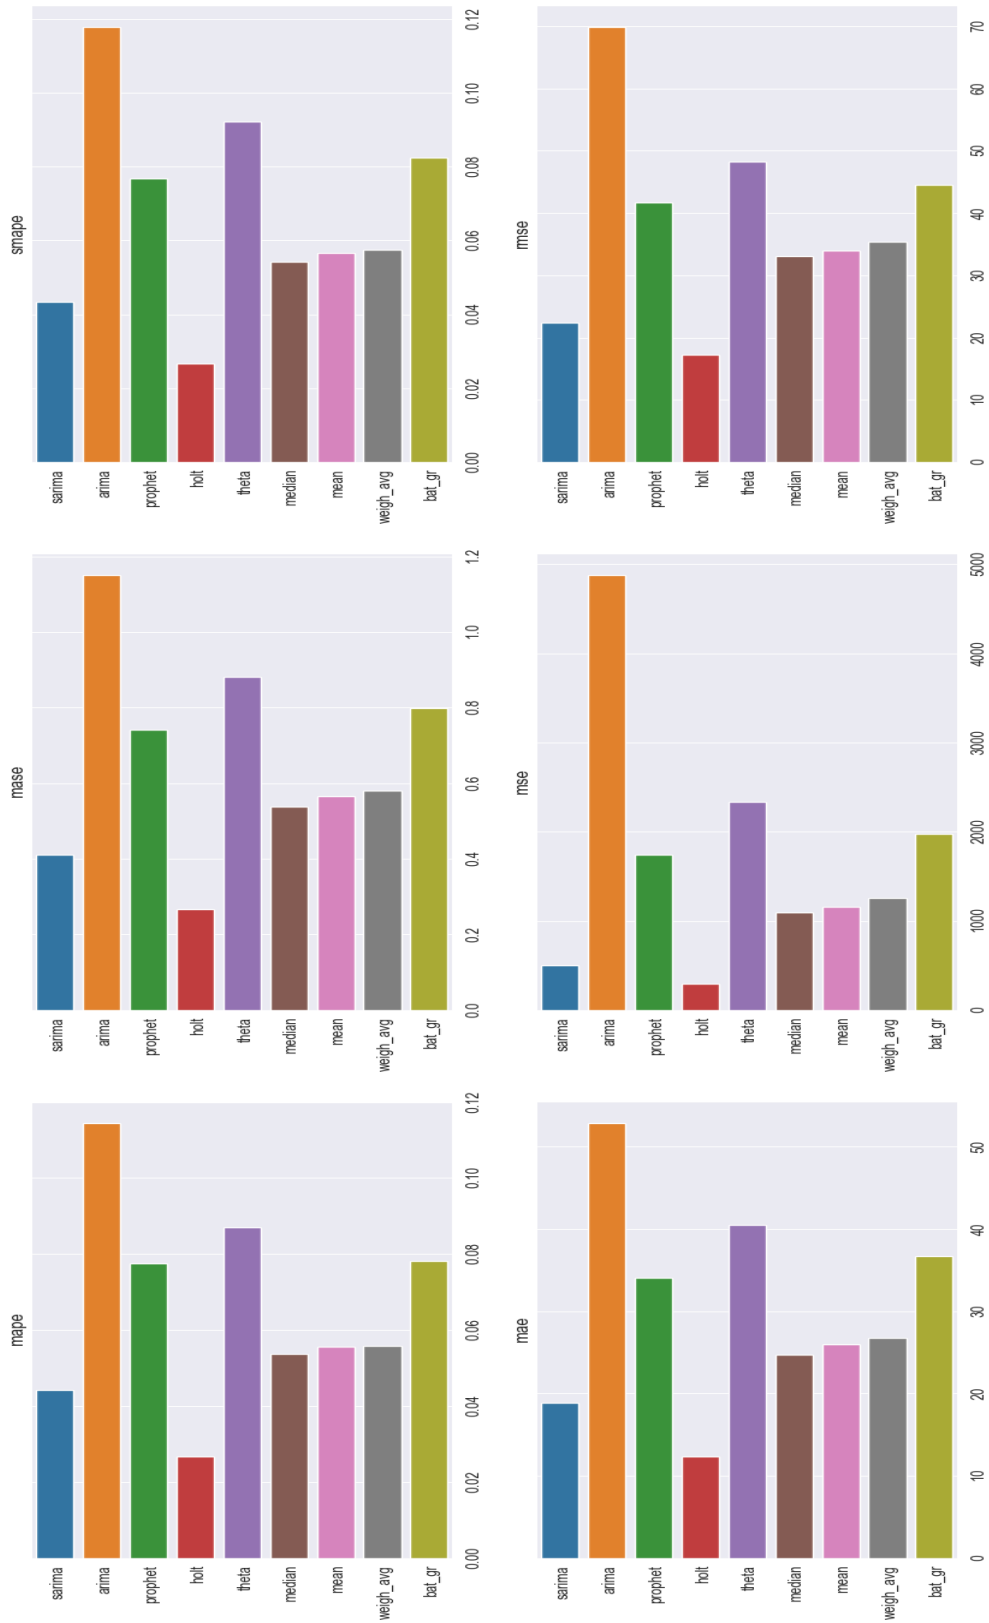 mape
sarima
arima
prophet
holt
theta
median
mean
weigh_avg
bat_gr
0.00 0.02 0.04 0.06 0.08 0.10 0.12
mase
sarima
arima
prophet
holt
theta
median
mean
weigh_avg
bat_gr
0.0 0.2 0.4 0.6 0.8 1.0 1.2
smape
sarima
arima
prophet
holt
theta
median
mean
weigh_avg
bat_gr
0.00 0.02 0.04 0.06 0.08 0.10 0.12
mae
sarima
arima
prophet
holt
theta
median
mean
weigh_avg
bat_gr
0 10 20 30 40 50
mse
sarima
arima
prophet
holt
theta
median
mean
weigh_avg
bat_gr
0 1000 2000 3000 4000 5000
rmse
sarima
arima
prophet
holt
theta
median
mean
weigh_avg
bat_gr
0 10 20 30 40 50 60 70